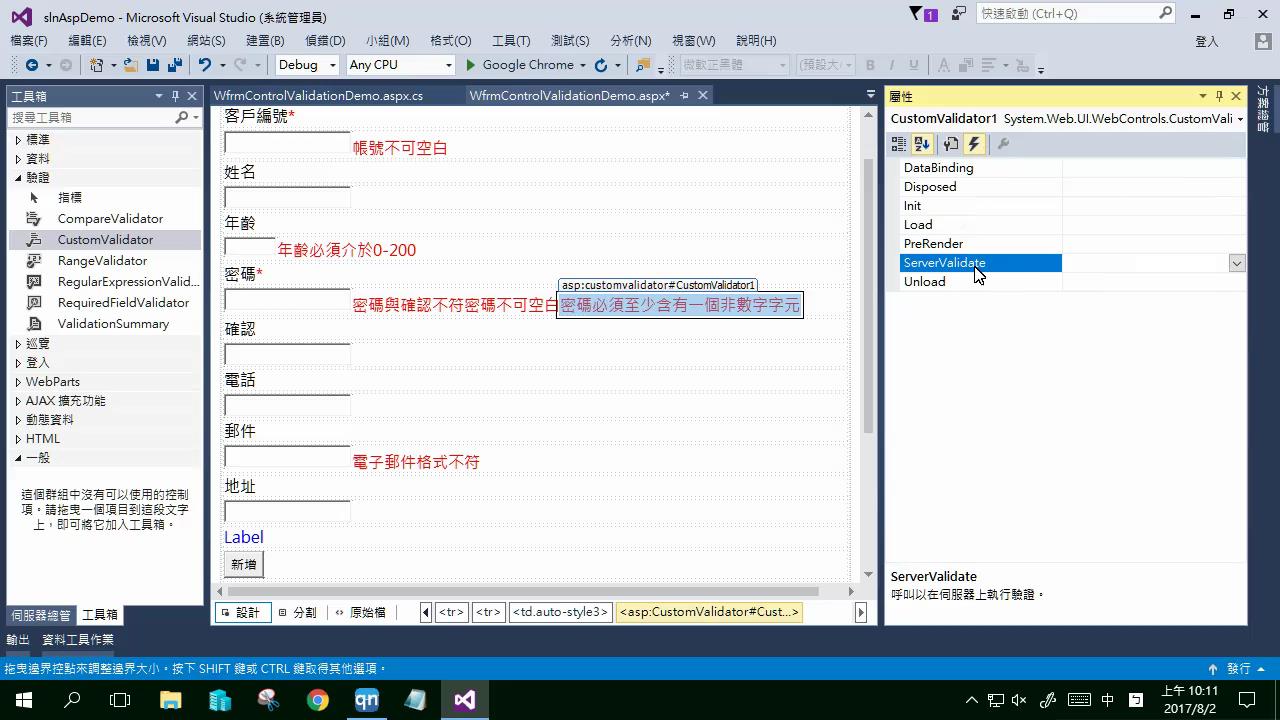 slnAspDemo - Microsoft Visual Studio (系統管理員)
1
快速啟動 (Ctrl+Q)
檔案(F) 編輯(E) 檢視(V) 網站(S) 建置(B) 偵錯(D) 小組(M) 格式(O) 工具(T) 測試(S) 分析(N) 視窗(W) 說明(H) 登入
Debug Any CPU Google Chrome 微軟正黑體 (預設大 B I U
工具箱
搜尋工具箱
標準
資料
驗證
指標
CompareValidator
CustomValidator
RangeValidator
RegularExpressionValid...
RequiredFieldValidator
ValidationSummary
巡覽
登入
WebParts
AJAX 擴充功能
動態資料
HTML
一般
這個群組中沒有可以使用的控制
項。請拖曳一個項目到這段文字
上，即可將它加入工具箱。
伺服器總管 工具箱
WfrmControlValidationDemo.aspx.cs WfrmControlValidationDemo.aspx*
客戶編號*
帳號不可空白
姓名
年齡
年齡必須介於0-200
密碼*
asp:customvalidator#CustomValidator1
密碼與確認不符密碼不可空白密碼必須至少含有一個非數字字元
確認
電話
郵件
電子郵件格式不符
地址
Label
新增
設計 分割 原始檔 <tr> <tr> <td.auto-style3> <asp:CustomValidator#Cust...>
屬性
CustomValidator1 System.Web.UI.WebControls.CustomVali
DataBinding
Disposed
Init
Load
PreRender
ServerValidate
Unload
ServerValidate
呼叫以在伺服器上執行驗證。
方案總管
輸出 資料工具作業
拖曳邊界控點來調整邊界大小。按下 SHIFT 鍵或 CTRL 鍵取得其他選項。 發行
qn 中 上午 10:11
2017/8/2